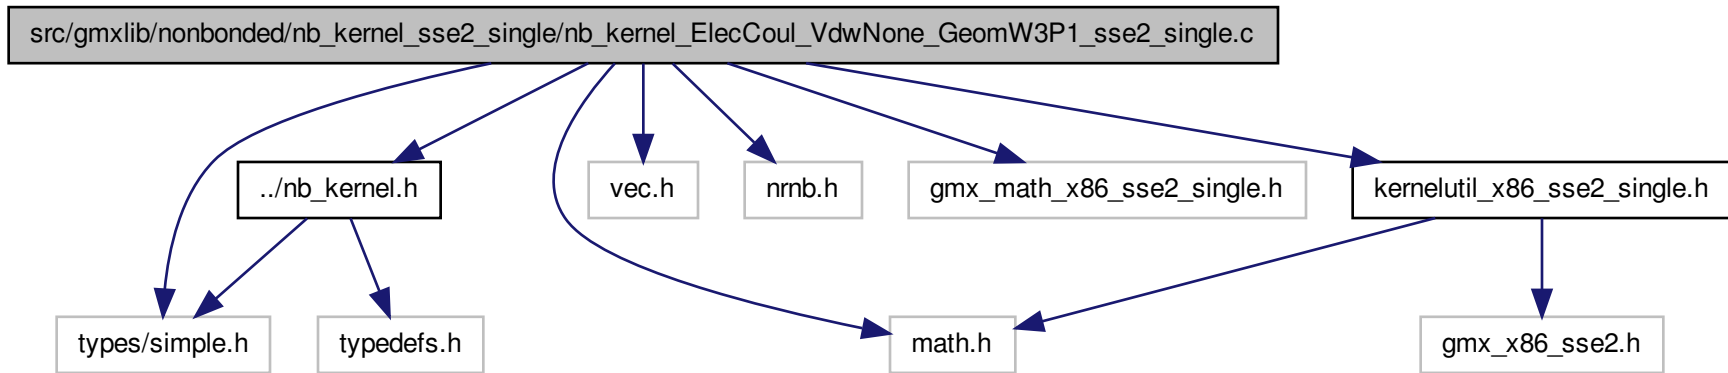 src/gmxlib/nonbonded/nb_kernel_sse2_single/nb_kernel_ElecCoul_VdwNone_GeomW3P1_sse2_single.c
../nb_kernel.h
vec.h
nrnb.h
gmx_math_x86_sse2_single.h
kernelutil_x86_sse2_single.h
types/simple.h
typedefs.h
math.h
gmx_x86_sse2.h